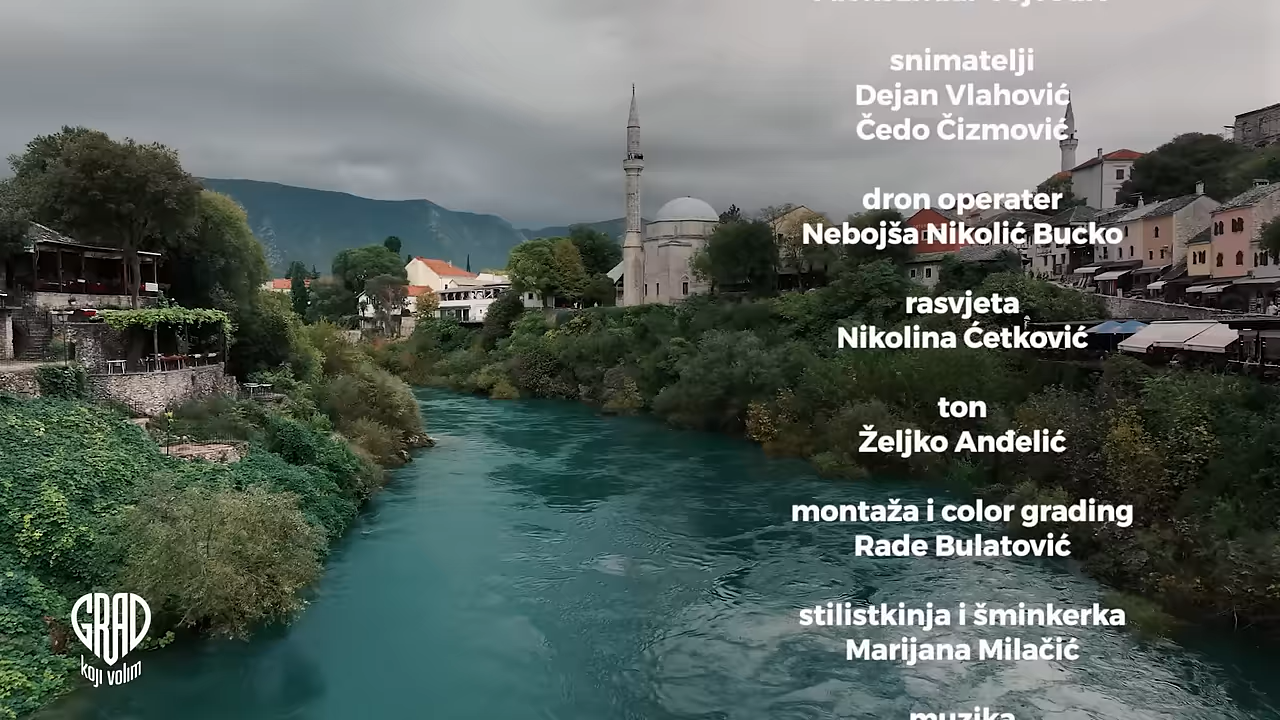 snimatelji
Dejan Vlahović
Čedo Čizmović
dron operater
Nebojša Nikolić Bucko
rasvjeta
Nikolina Ćetković
ton
Željko Anđelić
montaža i color grading
Rade Bulatović
stilistkinja i šminkerka
Marijana Milačić
muzika
GRAD
koji volim